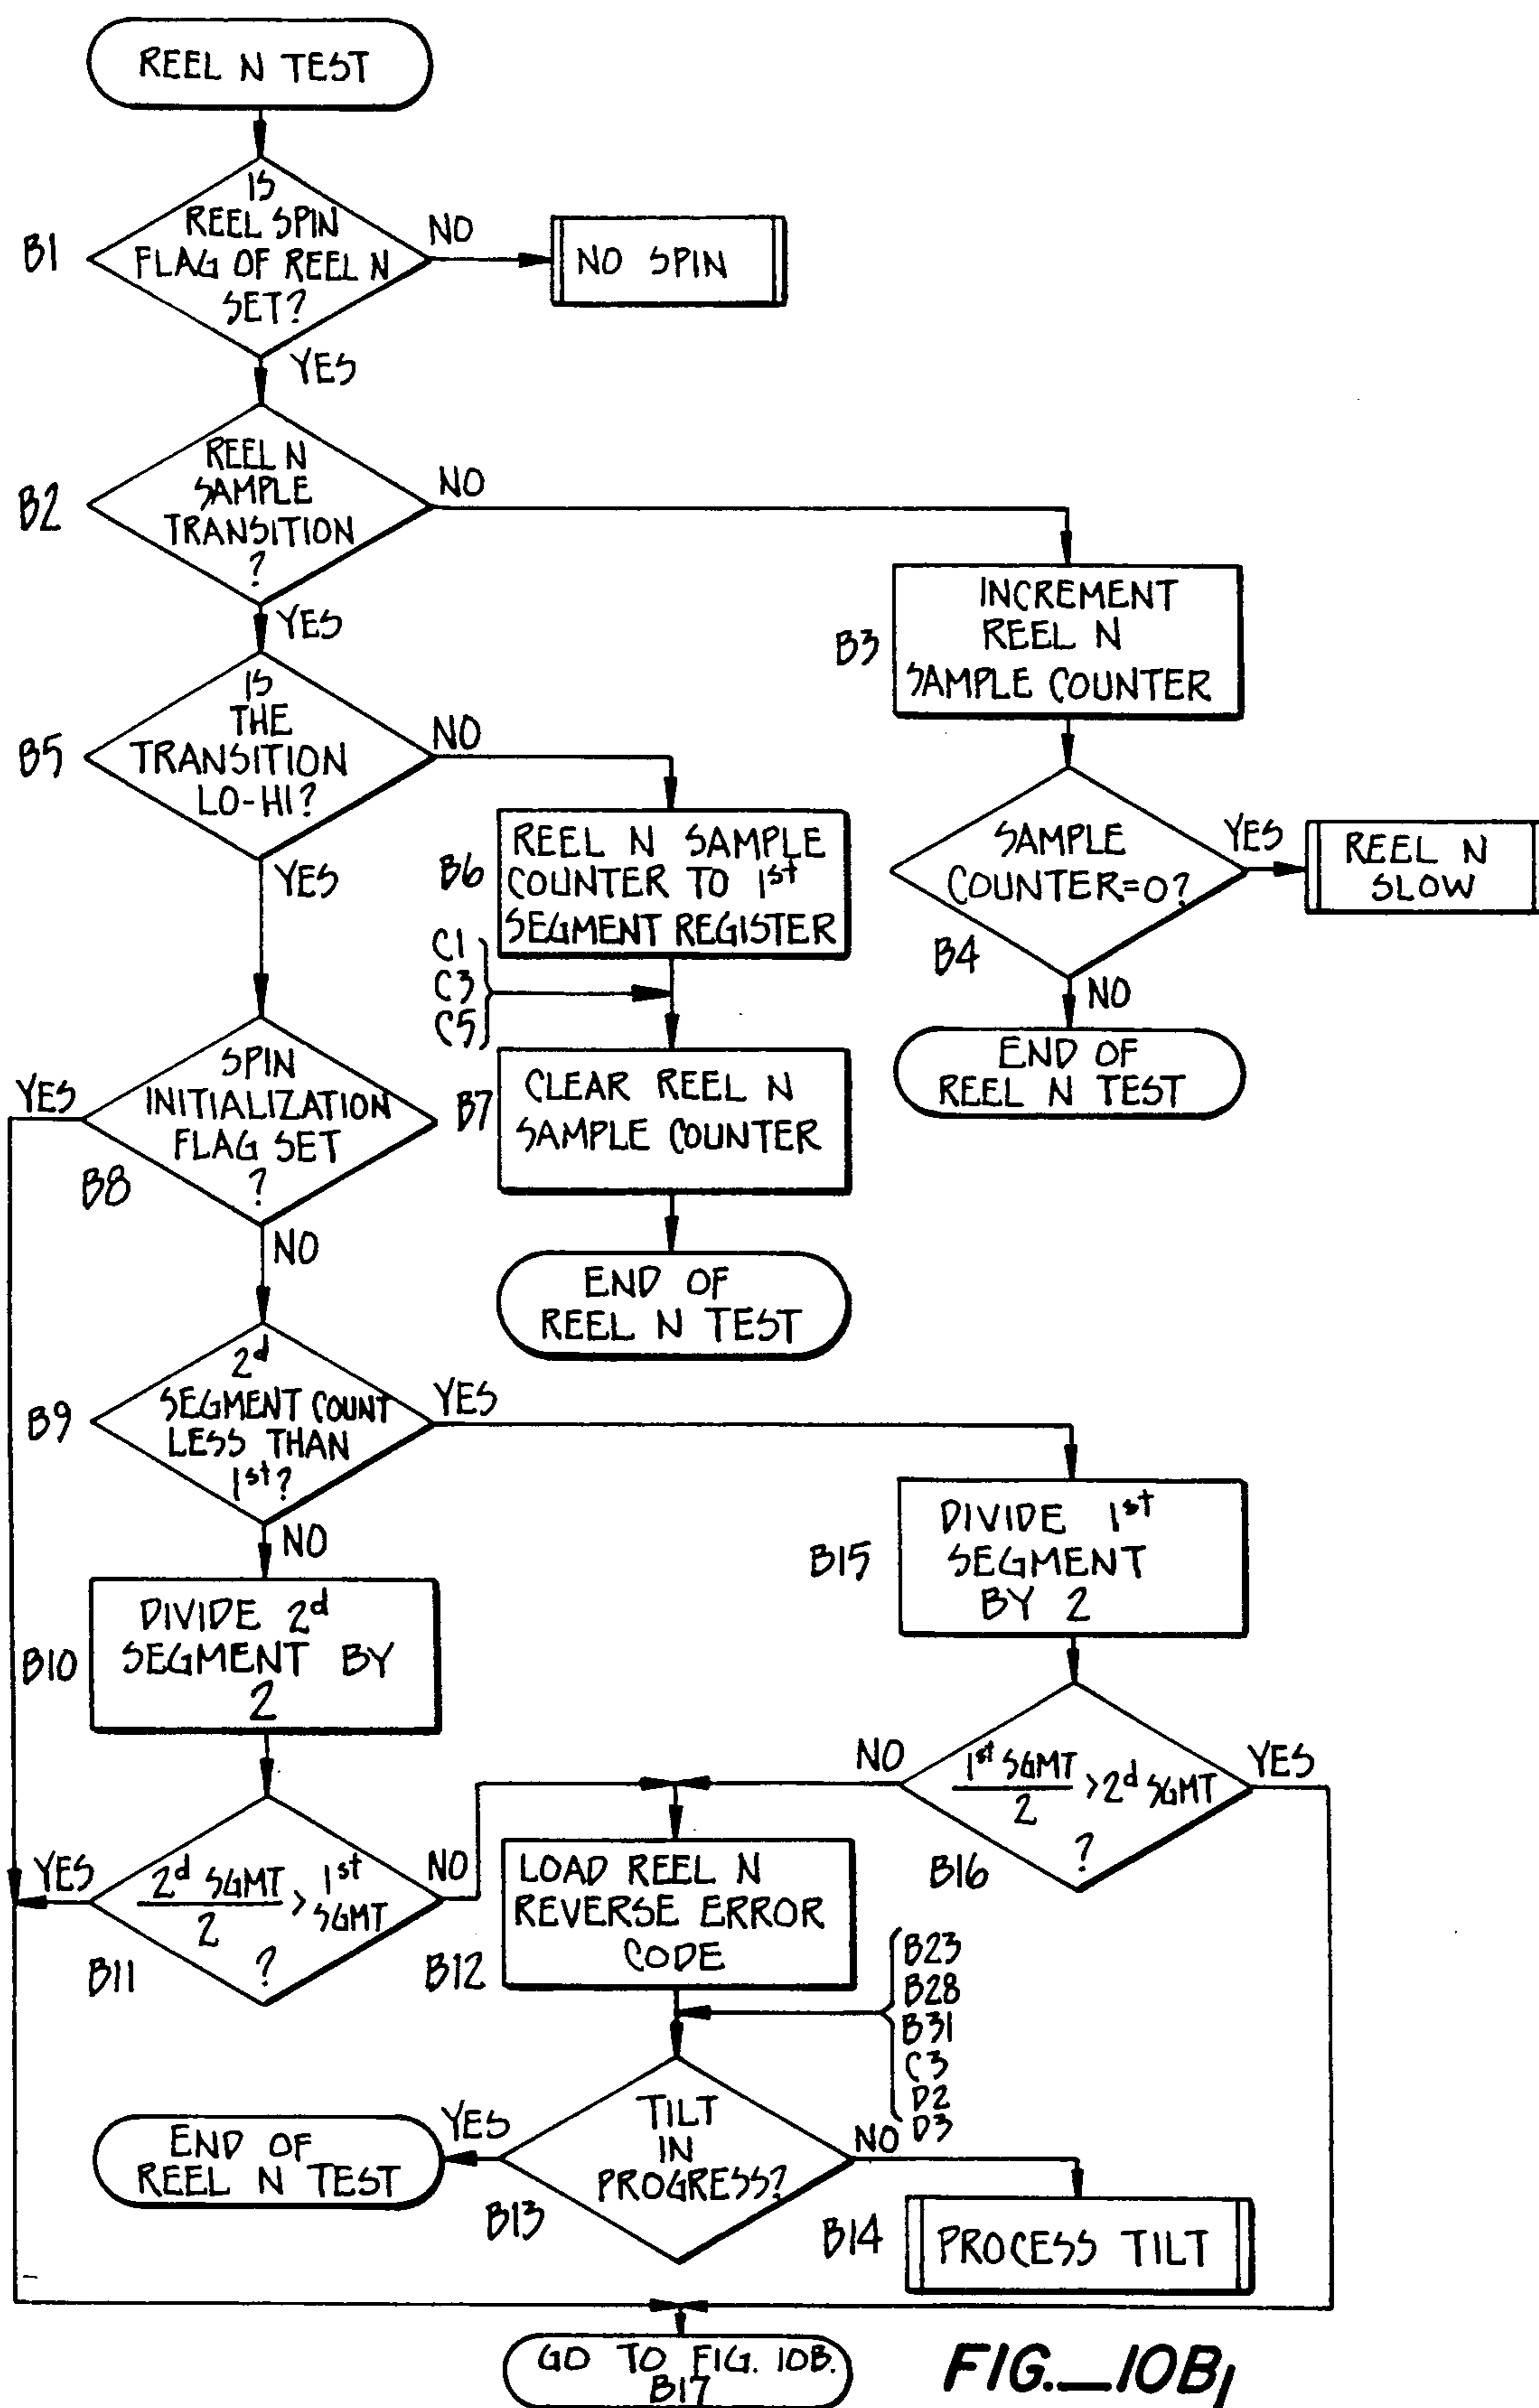 REEL N TEST
B1
IS
REEL SPIN
FLAG OF REEL N
SET?
NO
NO SPIN
YES
B2
REEL N
SAMPLE
TRANSITION
?
NO
YES
B3
INCREMENT
REEL N
SAMPLE COUNTER
B5
IS
THE
TRANSITION
LO-HI?
NO
YES
B6
REEL N SAMPLE
COUNTER TO 1st
SEGMENT REGISTER
B4
SAMPLE
COUNTER=0?
YES
REEL N
SLOW
NO
END OF
REEL N TEST
C1
C3
C5
B7
CLEAR REEL N
SAMPLE COUNTER
END OF
REEL N TEST
B8
SPIN
INITIALIZATION
FLAG SET
?
YES
NO
B9
2d
SEGMENT COUNT
LESS THAN
1st?
YES
NO
B10
DIVIDE 2d
SEGMENT BY
2
B15
DIVIDE 1st
SEGMENT
BY 2
B11
2d SGMT
2
> 1st
SGMT
?
YES
NO
B16
1st SGMT
2
> 2d SGMT
?
NO
YES
B12
LOAD REEL N
REVERSE ERROR
CODE
B23
B28
B31
C3
D2
D3
B13
TILT
IN
PROGRESS?
YES
END OF
REEL N TEST
NO
B14
PROCESS TILT
GO TO FIG. 10B.
B17
FIG._10B1